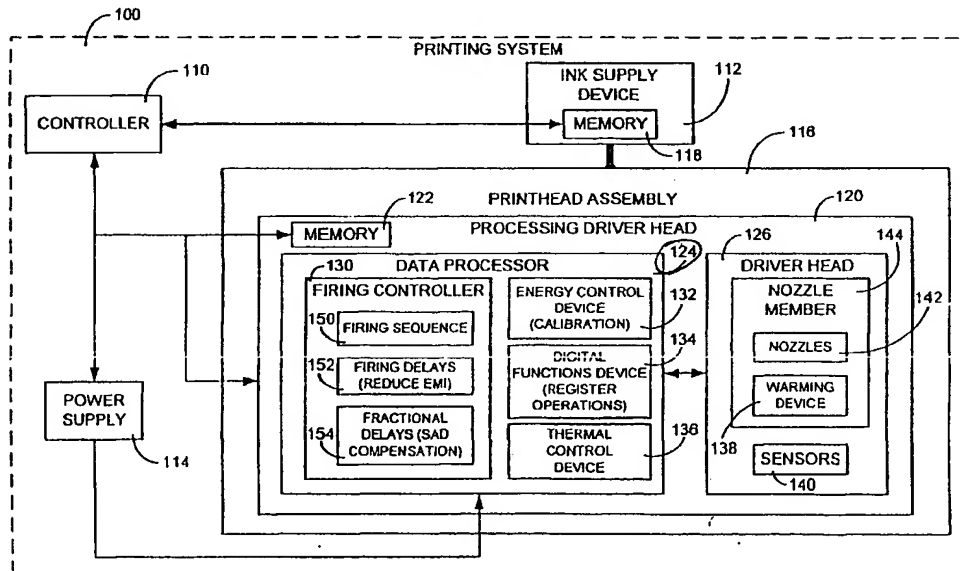 100
PRINTING SYSTEM
110
CONTROLLER
INK SUPPLY
DEVICE
112
MEMORY
118
116
PRINTHEAD ASSEMBLY
122
120
MEMORY
PROCESSING DRIVER HEAD
124
126
144
130
DATA PROCESSOR
DRIVER HEAD
FIRING CONTROLLER
ENERGY CONTROL
DEVICE
(CALIBRATION)
132
NOZZLE
MEMBER
142
150
FIRING SEQUENCE
134
NOZZLES
152
FIRING DELAYS
(REDUCE EMI)
DIGITAL
FUNCTIONS DEVICE
(REGISTER
OPERATIONS)
WARMING
DEVICE
POWER
SUPPLY
114
154
FRACTIONAL
DELAYS (SAD
COMPENSATION)
136
THERMAL
CONTROL
DEVICE
138
SENSORS
140